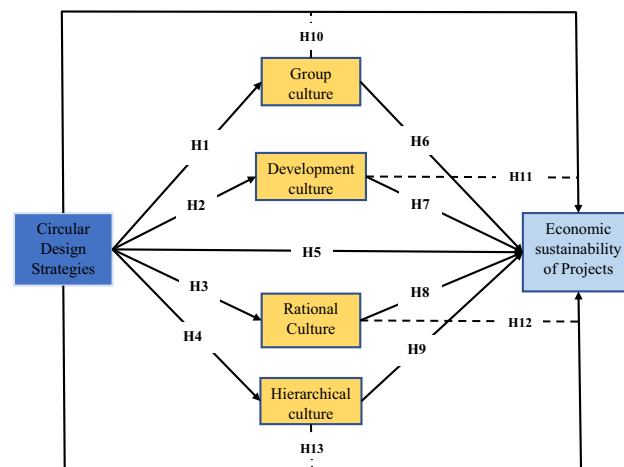 H10
Group
culture
H1
H6
Development
culture
H11
H2
H7
Circular
Design
Strategies
H5
Economic
sustainability
of Projects
H3
H8
Rational
Culture
H12
H4
H9
Hierarchical
culture
H13